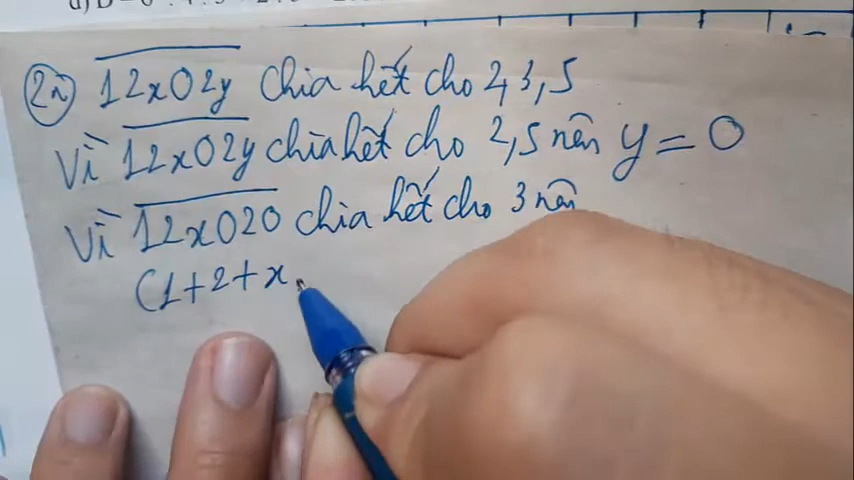 2a) 12x02y chia hết cho 2,3,5
Vì 12x02y chia hết cho 2,5 nên y = 0
Vì 12x020 chia hết cho 3 nên
(1+2+x